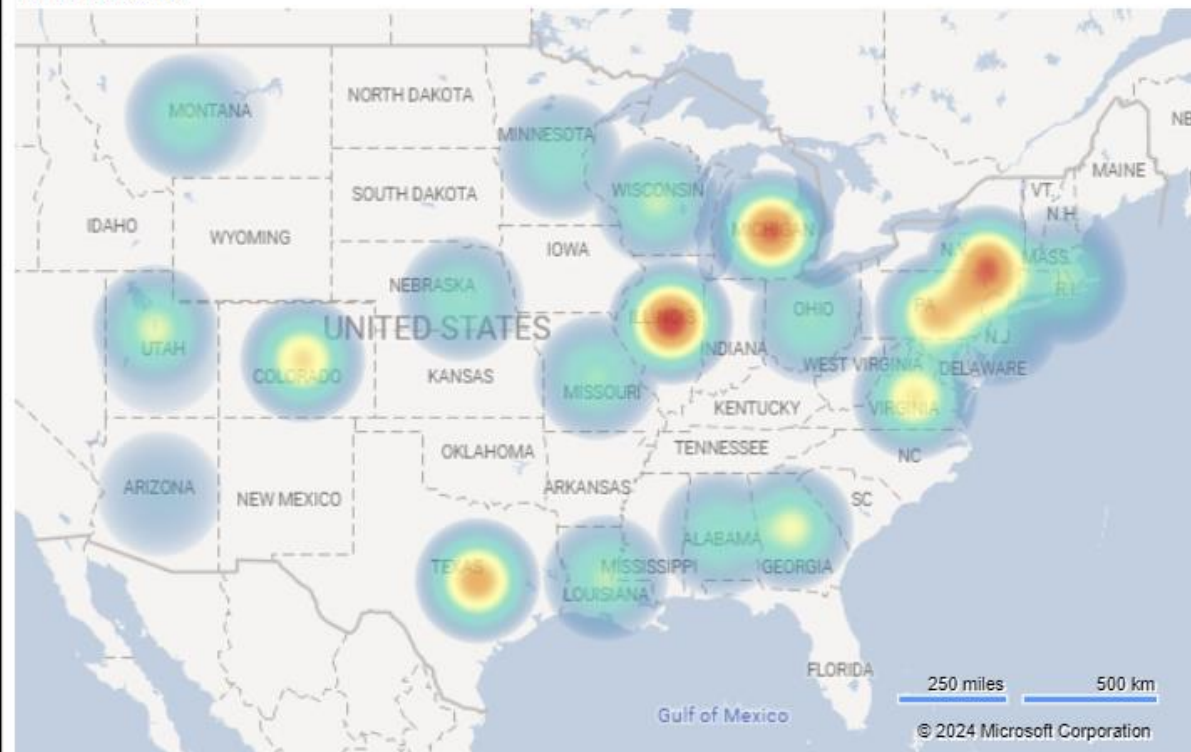 MONTANA
NORTH DAKOTA
MINNESOTA
SOUTH DAKOTA
WISCONSIN
MICHIGAN
MAINE
VT.
N.H.
NE
IDAHO
WYOMING
IOWA
N.Y.
MASS.
R.I.
NEBRASKA
UNITED STATES
OHIO
PA
N.J.
UTAH
COLORADO
KANSAS
MISSOURI
ILLINOIS
INDIANA
WEST VIRGINIA
DELAWARE
KENTUCKY
VIRGINIA
OKLAHOMA
TENNESSEE
NC
ARIZONA
NEW MEXICO
ARKANSAS
SC
TEXAS
MISSISSIPPI
ALABAMA
GEORGIA
LOUISIANA
FLORIDA
Gulf of Mexico
250 miles
500 km
© 2024 Microsoft Corporation